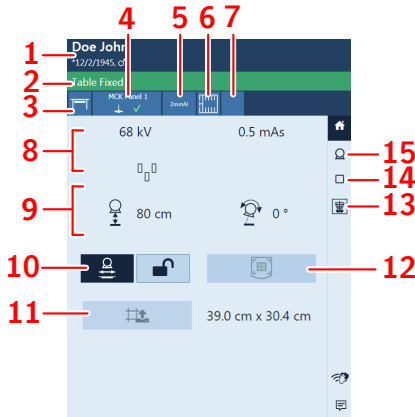 4 5 6 7
Doe John
1
*12/2/1945, ♂
2
Table Fixed
3
MCK Panel 1
2mmAl
8
68 kV 0.5 mAs
15
14
9
80 cm 0 °
13
10
12
11
39.0 cm x 30.4 cm